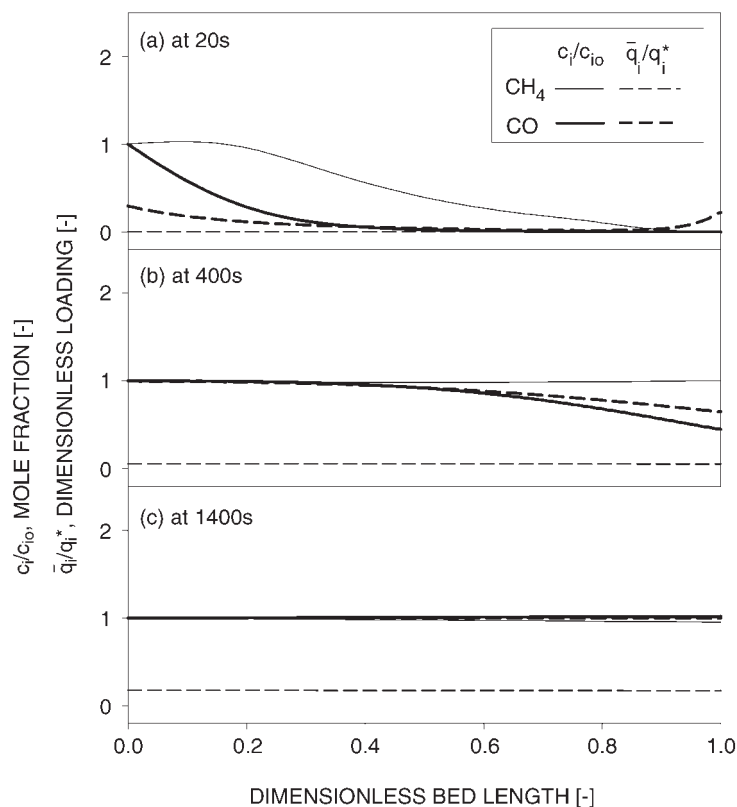 (a) at 20s
c_i/c_io q̄_i/q_i*
CH4
CO
2
1
0
(b) at 400s
2
1
0
(c) at 1400s
2
1
0
0.0 0.2 0.4 0.6 0.8 1.0
DIMENSIONLESS BED LENGTH [-]
c_i/c_io, MOLE FRACTION [-]
q̄_i/q_i*, DIMENSIONLESS LOADING [-]